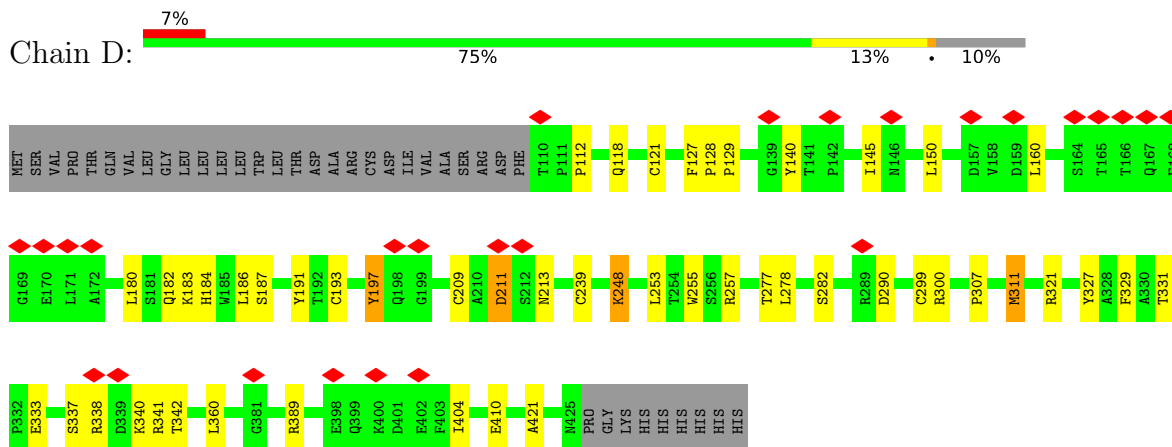 7%
Chain D:
75% 13% • 10%
MET SER VAL PRO THR GLN VAL LEU GLY LEU LEU LEU LEU TRP LEU THR ASP ALA ARG CYS ASP ILE VAL ALA SER ARG ASP PHE T110 P111 P112 Q118 C121 F127 P128 P129 G139 Y140 T141 P142 I145 N146 L150 D157 V158 D159 L160 S164 T165 T166 Q167
G169 E170 L171 A172 L180 S181 Q182 K183 H184 W185 L186 S187 Y191 T192 C193 Y197 Q198 G199 C209 A210 D211 S212 N213 C239 K248 L253 T254 W255 S256 R257 T277 L278 S282 R289 D290 C299 R300 P307 M311 R321 Y327 A328 F329 A330 T331
P332 E333 S337 R338 D339 K340 R341 T342 L360 G381 R389 E398 Q399 K400 D401 E402 F403 I404 E410 A421 N425 PRO GLY LYS HIS HIS HIS HIS HIS HIS